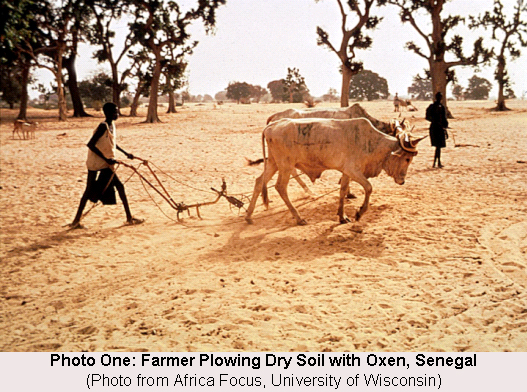 Photo One: Farmer Plowing Dry Soil with Oxen, Senegal
(Photo from Africa Focus, University of Wisconsin)